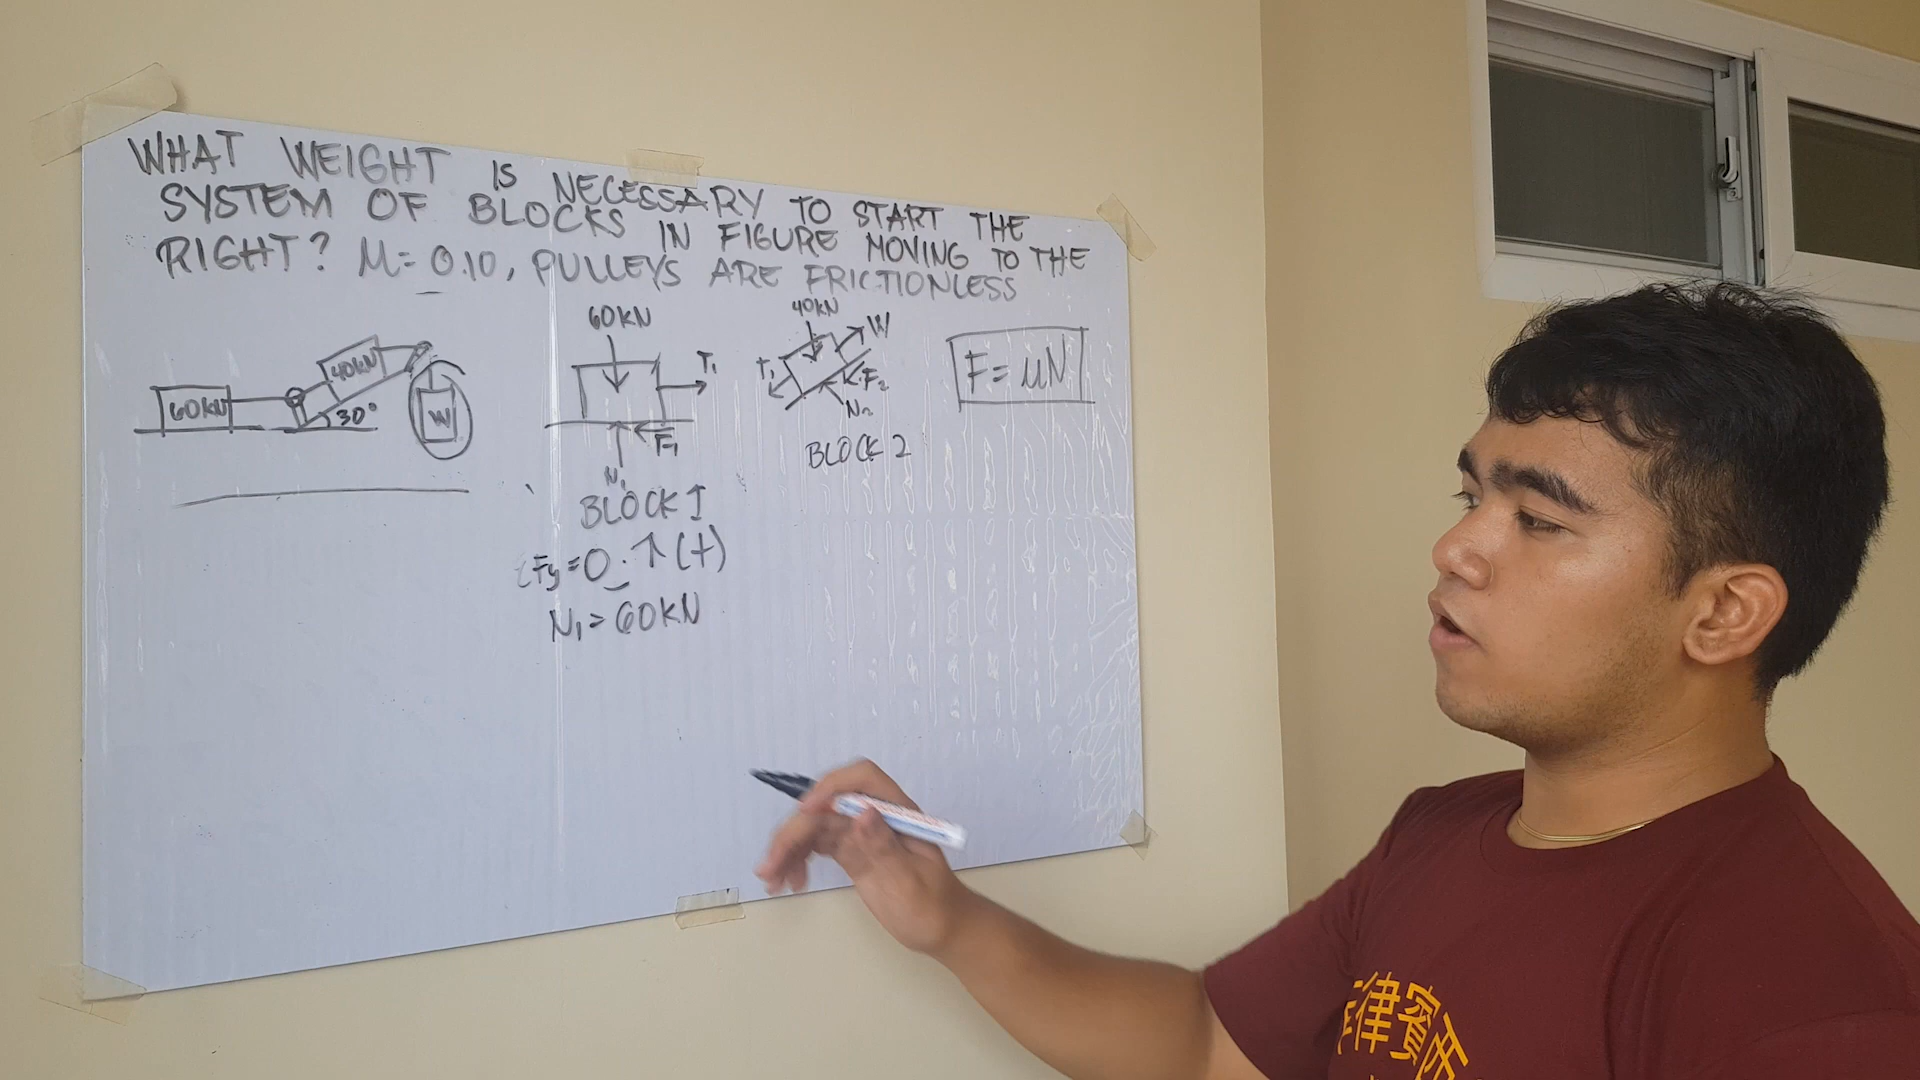 WHAT WEIGHT IS NECESSARY TO START THE
SYSTEM OF BLOCKS IN FIGURE MOVING TO THE
RIGHT? M= 0.10, PULLEYS ARE FRICTIONLESS
60KN
40KN
30°
W
60KN
T₁
F₁
N₁
BLOCK I
ΣFy=0 ↑(+)
N₁=60KN
40KN
W
T₁
F₂
N₂
BLOCK 2
F=μN
律賓